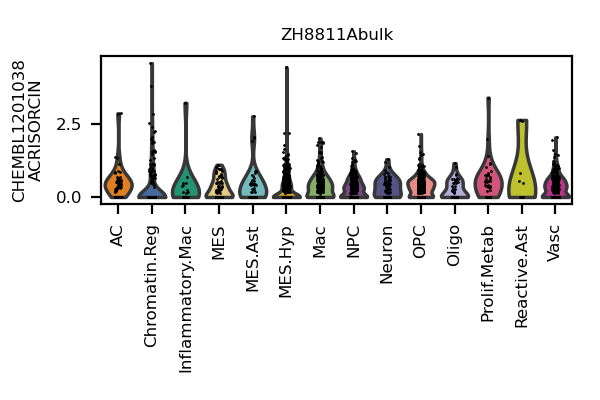 ZH8811Abulk
CHEMBL1201038
ACRISORCIN
2.5
0.0
AC
Chromatin.Reg
Inflammatory.Mac
MES
MES.Ast
MES.Hyp
Mac
NPC
Neuron
OPC
Oligo
Prolif.Metab
Reactive.Ast
Vasc